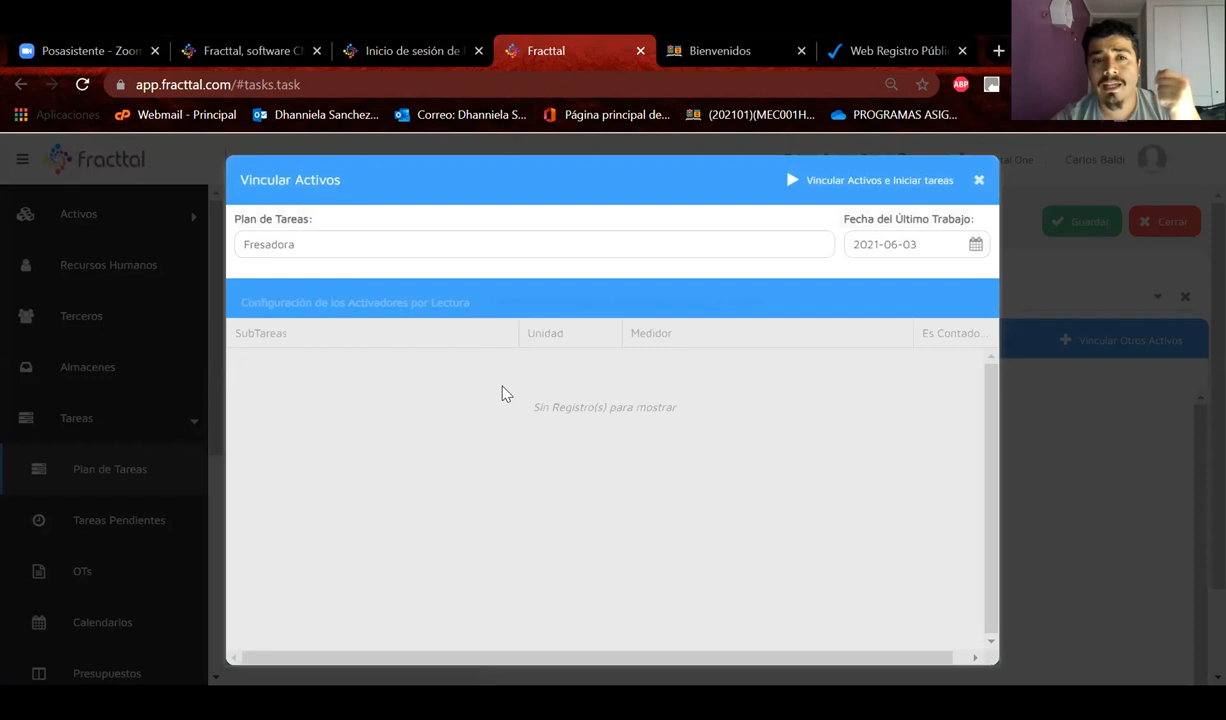 Posasistente - Zoom
Fracttal, software C
Inicio de sesión de
Fracttal
Bienvenidos
Web Registro Públi
app.fracttal.com/#tasks.task
ABP
Aplicaciones
Webmail - Principal
Dhanniela Sanchez...
Correo: Dhanniela S...
Página principal de...
(202101)(MEC001H...
PROGRAMAS ASIG...
fracttal
Vincular Activos
Vincular Activos e Iniciar tareas
One
Carlos Baldi
Plan de Tareas:
Fecha del Último Trabajo:
Fresadora
2021-06-03
Guardar
Cerrar
Configuración de los Activadores por Lectura
SubTareas
Unidad
Medidor
Es Contado...
Vincular Otros Activos
Sin Registro(s) para mostrar
Activos
Recursos Humanos
Terceros
Almacenes
Tareas
Plan de Tareas
Tareas Pendientes
OTs
Calendarios
Presupuestos